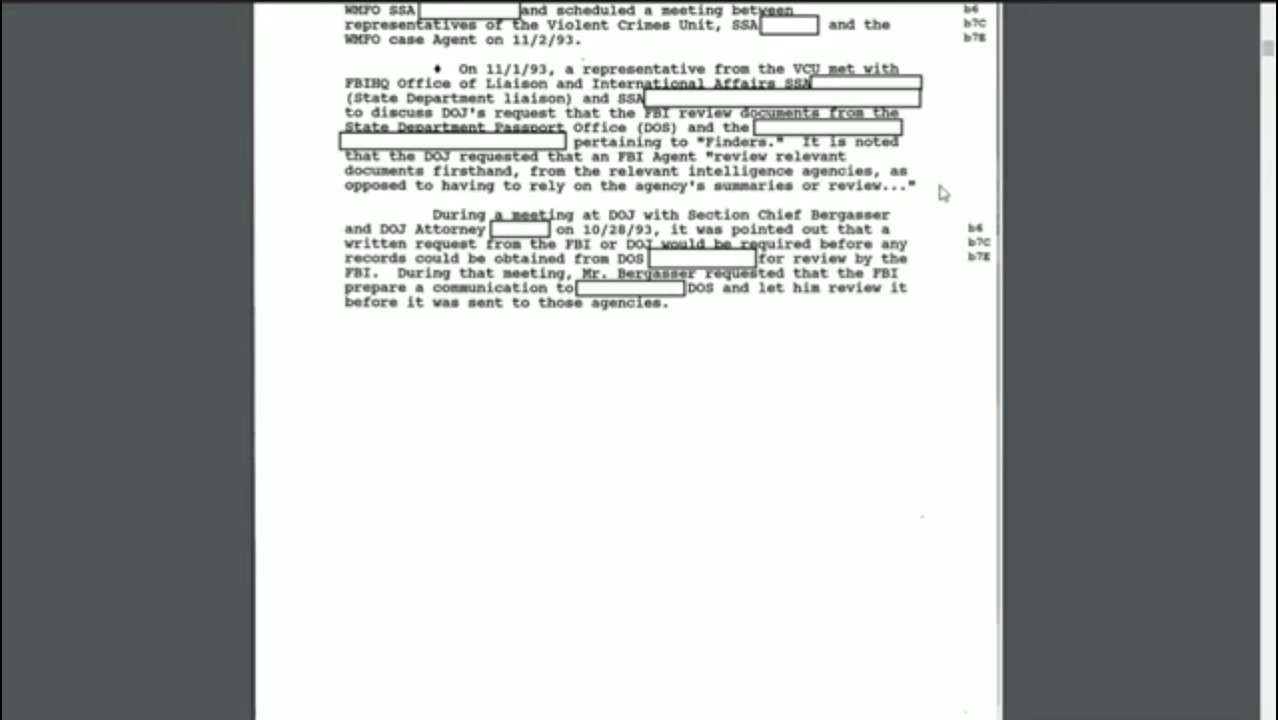 WMFO SSA and scheduled a meeting between b6
representatives of the Violent Crimes Unit, SSA and the b7C
WMFO case Agent on 11/2/93. b7E
♦ On 11/1/93, a representative from the VCU met with
FBIHQ Office of Liaison and International Affairs SSA
(State Department liaison) and SSA
to discuss DOJ's request that the FBI review documents from the
State Department Passport Office (DOS) and the
pertaining to "Finders." It is noted
that the DOJ requested that an FBI Agent "review relevant
documents firsthand, from the relevant intelligence agencies, as
opposed to having to rely on the agency's summaries or review..."
During a meeting at DOJ with Section Chief Bergasser
and DOJ Attorney on 10/28/93, it was pointed out that a b6
written request from the FBI or DOJ would be required before any b7C
records could be obtained from DOS for review by the b7E
FBI. During that meeting, Mr. Bergasser requested that the FBI
prepare a communication to DOS and let him review it
before it was sent to those agencies.